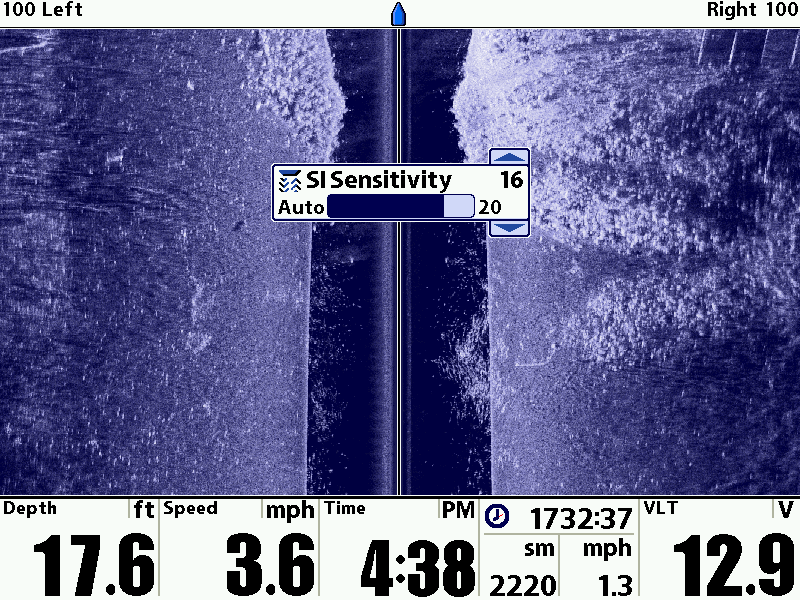 100 Left
Right 100
SI Sensitivity 16
Auto 20
Depth ft
17.6
Speed mph
3.6
Time PM
4:38
1732:37
sm mph
2220 1.3
VLT V
12.9